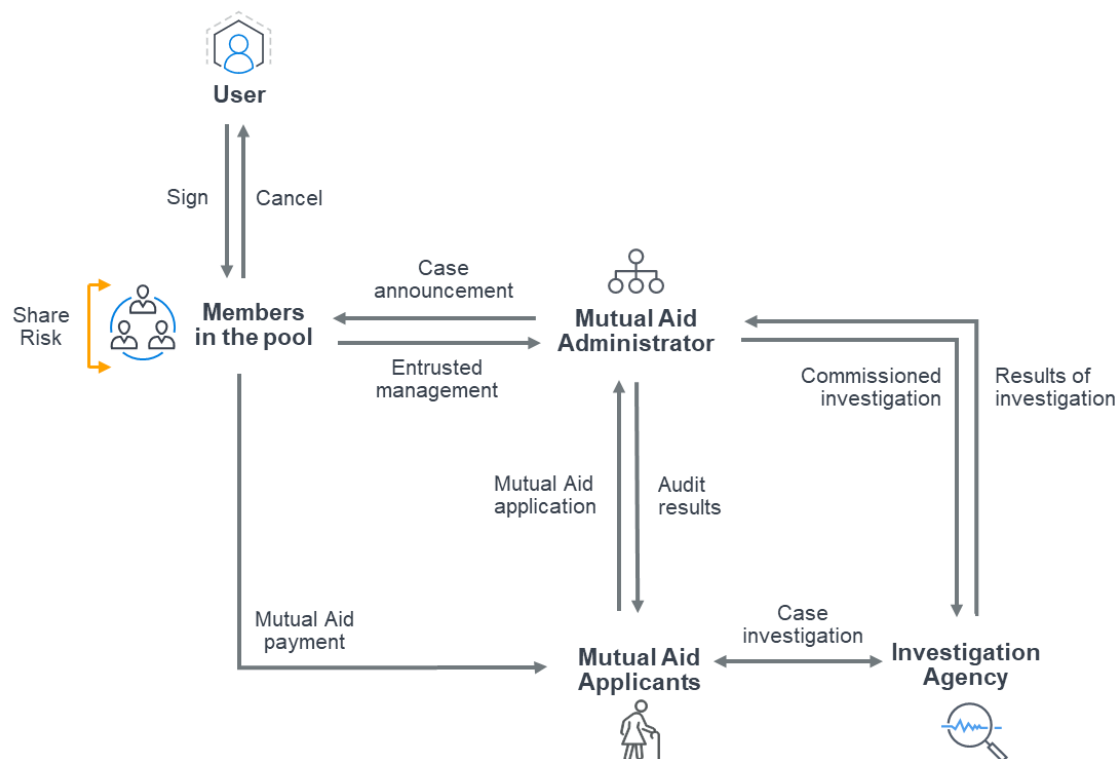 User
Sign
Cancel
Share
Risk
Members
in the pool
Case
announcement
Entrusted
management
Mutual Aid
Administrator
Commissioned
investigation
Results of
investigation
Mutual Aid
application
Audit
results
Mutual Aid
payment
Mutual Aid
Applicants
Case
investigation
Investigation
Agency